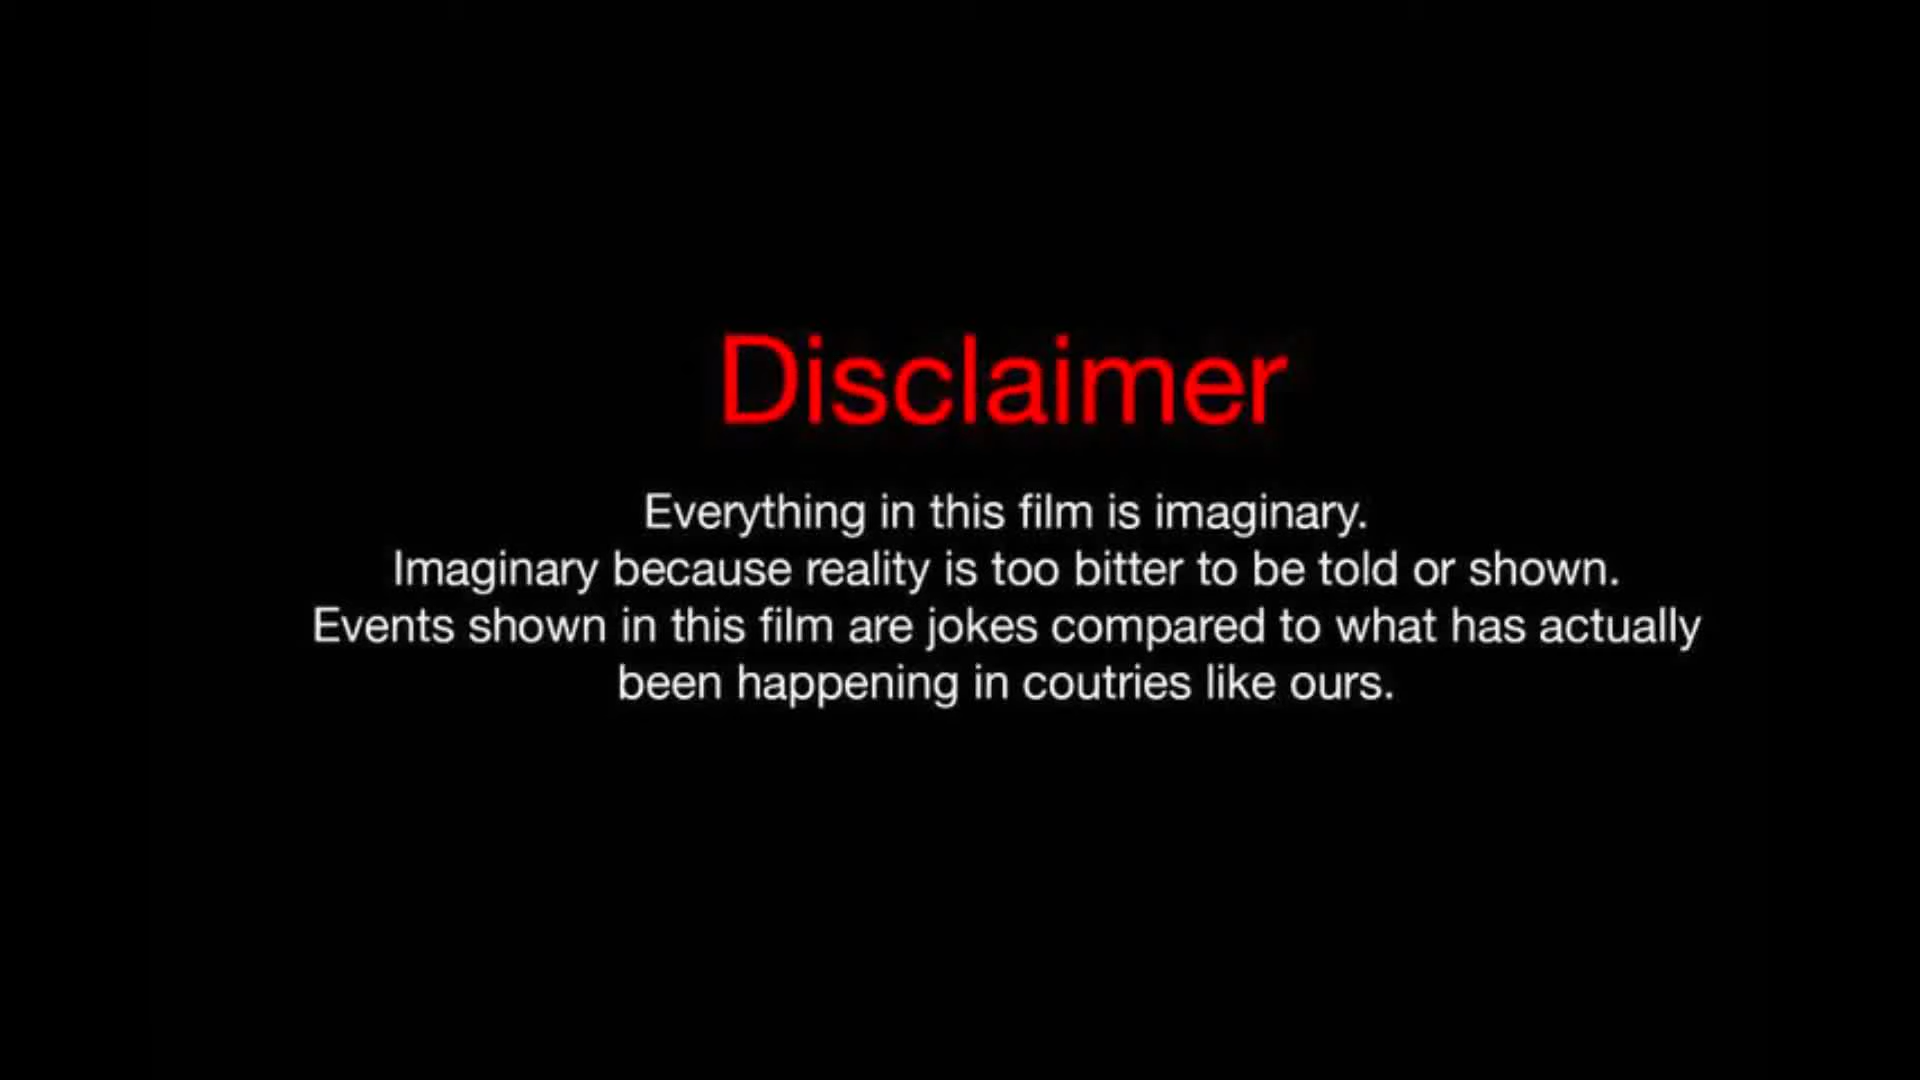 Disclaimer
Everything in this film is imaginary.
Imaginary because reality is too bitter to be told or shown.
Events shown in this film are jokes compared to what has actually
been happening in coutries like ours.